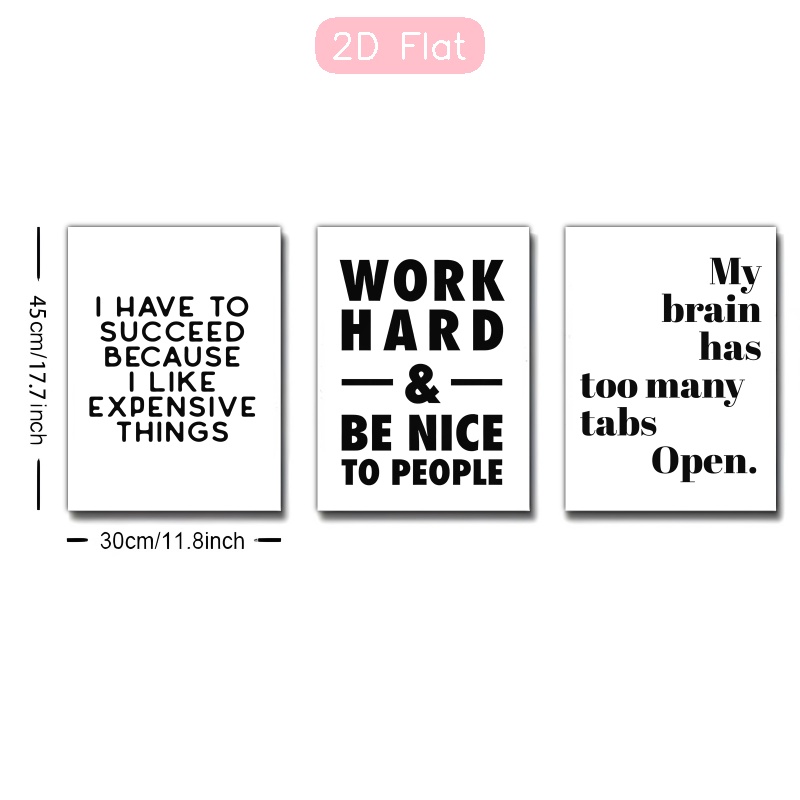 2D Flat
45cm/17.7inch
I HAVE TO
SUCCEED
BECAUSE
I LIKE
EXPENSIVE
THINGS
30cm/11.8inch
WORK
HARD
&
BE NICE
TO PEOPLE
My
brain
has
too many
tabs
Open.